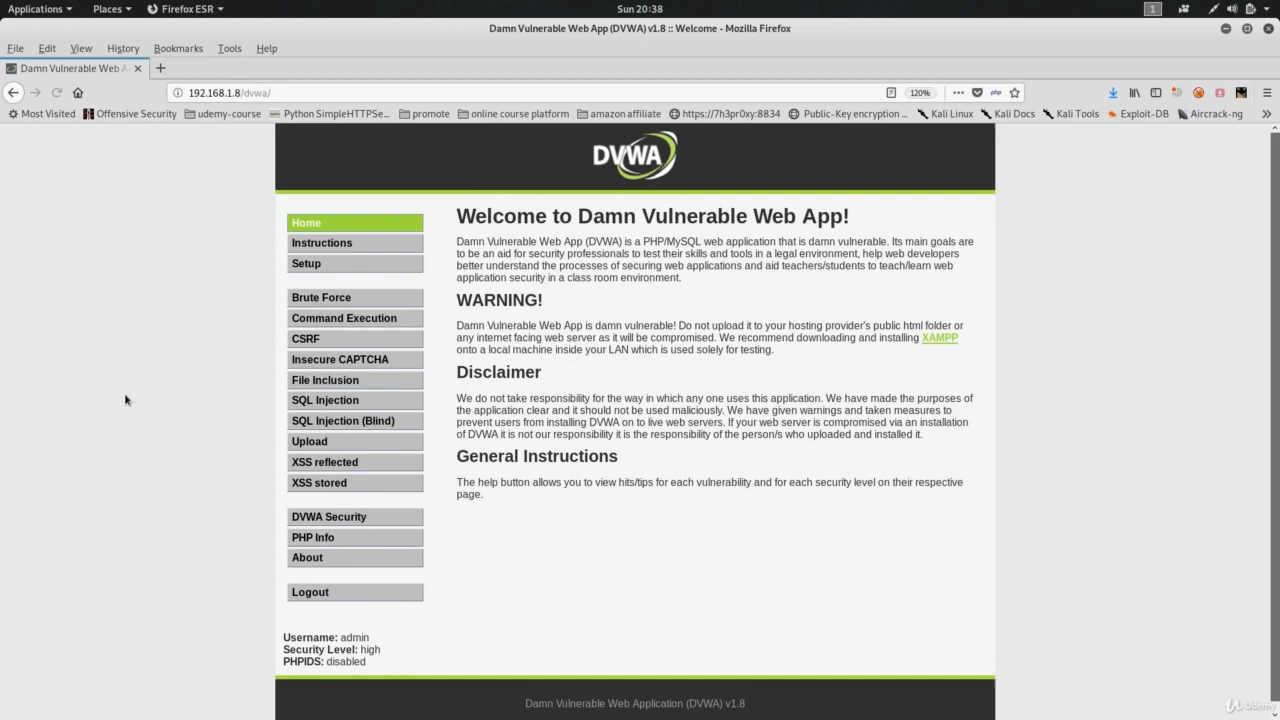 Applications Places Firefox ESR Sun 20:38 1
Damn Vulnerable Web App (DVWA) v1.8 :: Welcome - Mozilla Firefox
File Edit View History Bookmarks Tools Help
Damn Vulnerable Web A
192.168.1.8/dvwa/ 120% php
Most Visited Offensive Security udemy-course Python SimpleHTTPSe... promote online course platform amazon affiliate https://7h3pr0xy:8834 Public-Key encryption ... Kali Linux Kali Docs Kali Tools Exploit-DB Aircrack-ng
DVWA
Home
Instructions
Setup
Brute Force
Command Execution
CSRF
Insecure CAPTCHA
File Inclusion
SQL Injection
SQL Injection (Blind)
Upload
XSS reflected
XSS stored
DVWA Security
PHP Info
About
Logout
Username: admin
Security Level: high
PHPIDS: disabled
Welcome to Damn Vulnerable Web App!
Damn Vulnerable Web App (DVWA) is a PHP/MySQL web application that is damn vulnerable. Its main goals are
to be an aid for security professionals to test their skills and tools in a legal environment, help web developers
better understand the processes of securing web applications and aid teachers/students to teach/learn web
application security in a class room environment.
WARNING!
Damn Vulnerable Web App is damn vulnerable! Do not upload it to your hosting provider's public html folder or
any internet facing web server as it will be compromised. We recommend downloading and installing XAMPP
onto a local machine inside your LAN which is used solely for testing.
Disclaimer
We do not take responsibility for the way in which any one uses this application. We have made the purposes of
the application clear and it should not be used maliciously. We have given warnings and taken measures to
prevent users from installing DVWA on to live web servers. If your web server is compromised via an installation
of DVWA it is not our responsibility it is the responsibility of the person/s who uploaded and installed it.
General Instructions
The help button allows you to view hits/tips for each vulnerability and for each security level on their respective
page.
Damn Vulnerable Web Application (DVWA) v1.8
Udemy